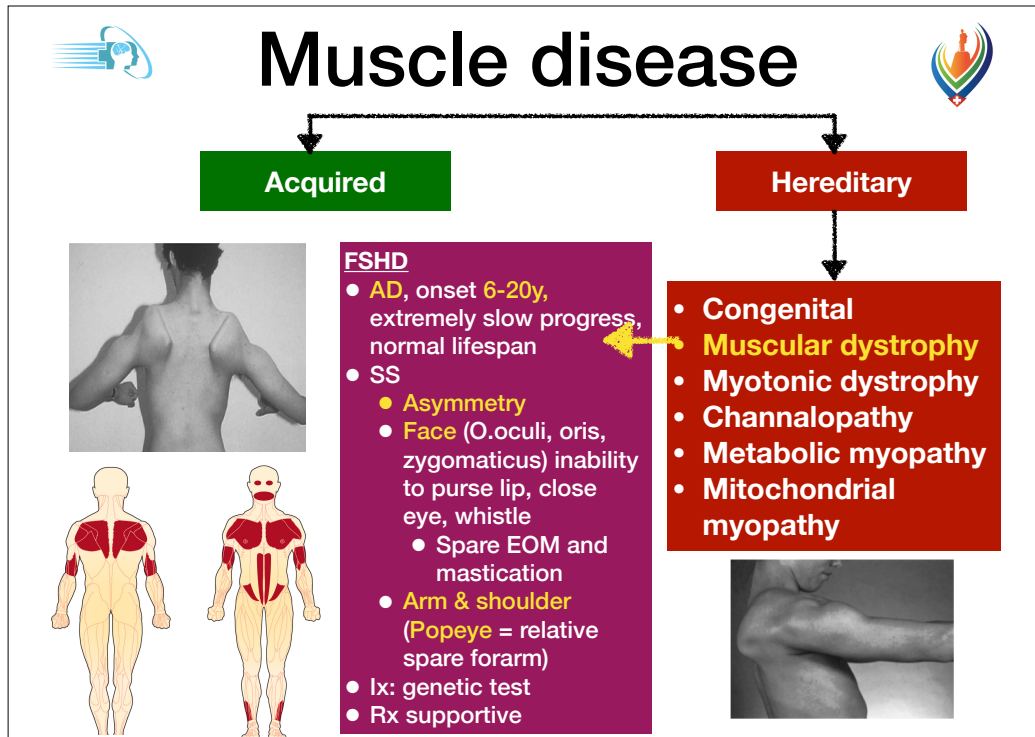 Muscle disease
Acquired
Hereditary
FSHD
• AD, onset 6-20y,
extremely slow progress,
normal lifespan
• SS
• Asymmetry
• Face (O.oculi, oris,
zygomaticus) inability
to purse lip, close
eye, whistle
• Spare EOM and
mastication
• Arm & shoulder
(Popeye = relative
spare forarm)
• Ix: genetic test
• Rx supportive
• Congenital
• Muscular dystrophy
• Myotonic dystrophy
• Channalopathy
• Metabolic myopathy
• Mitochondrial
myopathy